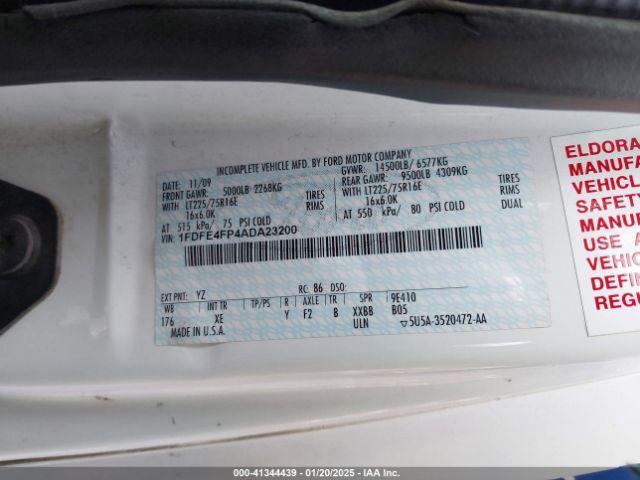 INCOMPLETE VEHICLE MFD. BY FORD MOTOR COMPANY
DATE: 11/09 GVWR: 14500LB/ 6577KG
FRONT GAWR: 5000LB 2268KG REAR GAWR: 9500LB 4309KG
WITH LT225/75R16E TIRES WITH LT225/75R16E TIRES
16x6.0K RIMS 16x6.0K RIMS
AT 515 kPa/ 75 PSI COLD AT 550 kPa/ 80 PSI COLD DUAL
VIN: 1FDFE4FP4ADA23200
EXT PNT: YZ RC: 86 DSO:
WB INT TR TP/PS R AXLE TR SPR 9E410
176 XE Y F2 B XXBB B05
MADE IN U.S.A. ULN ▽5U5A-3520472-AA
ELDORA
MANUFA
VEHICL
SAFETY
MANUF
USE A
VEHIC
DEFEC
REGI
000-41344439 - 01/20/2025 - IAA Inc.